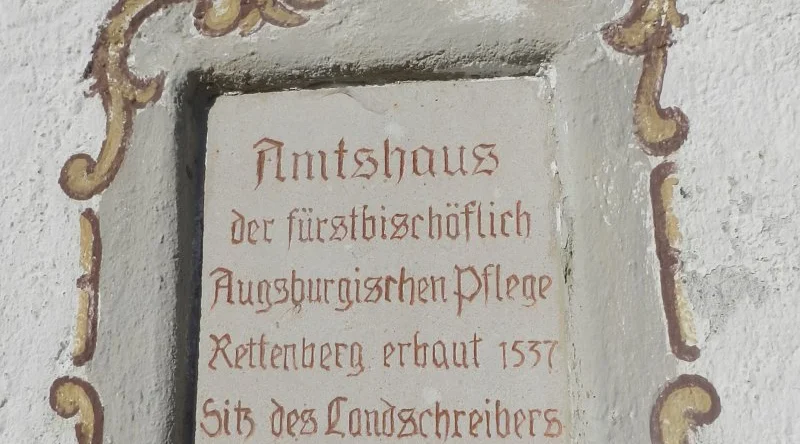 Amtshaus
der fürstbischöflich
Augsburgischen Pflege
Rettenberg erbaut 1537
Sitz des Landschreibers